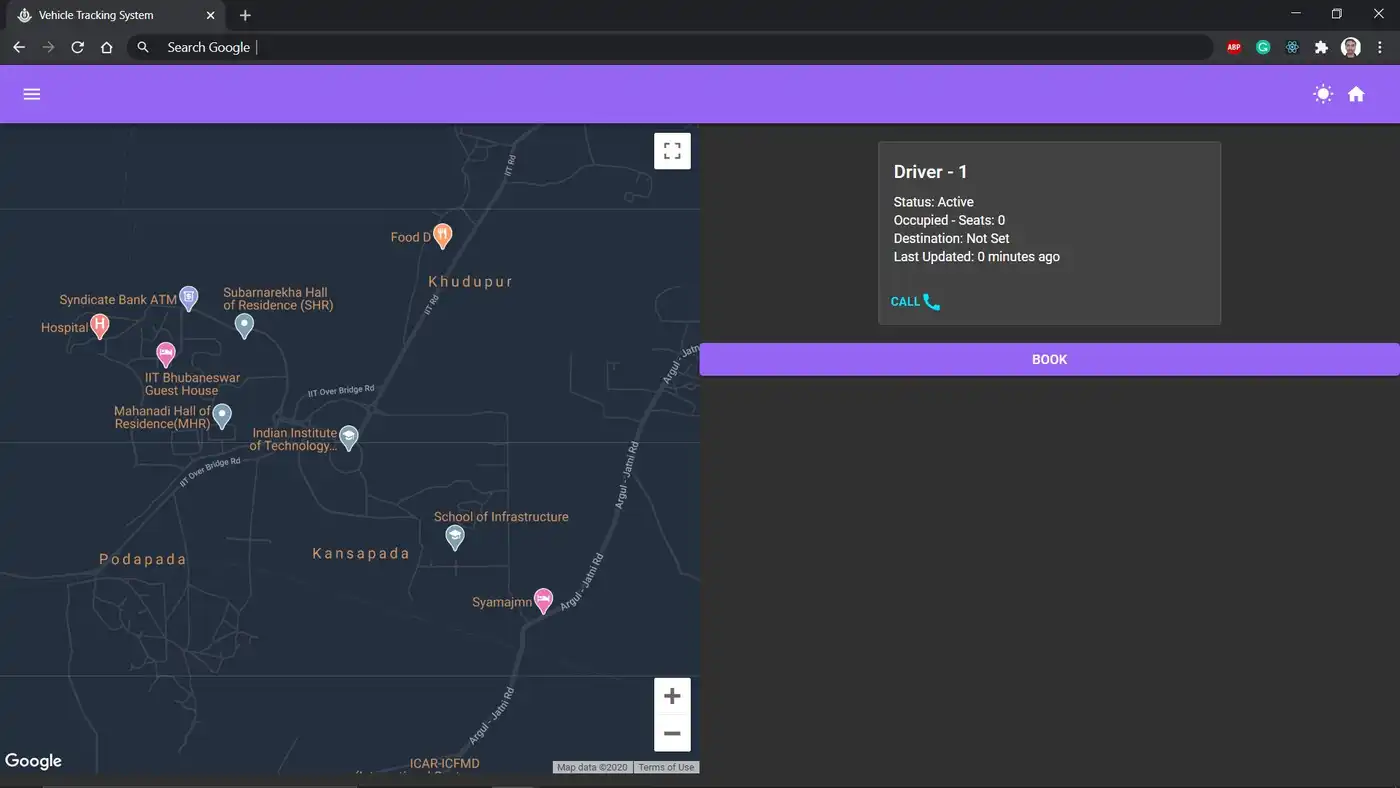 Vehicle Tracking System
Search Google
ABP
IIT Rd
Food D
Khudupur
IIT Rd
Syndicate Bank ATM
Subarnarekha Hall
of Residence (SHR)
Hospital
H
IIT Bhubaneswar
Guest House
IIT Over Bridge Rd
Mahanadi Hall of
Residence(MHR)
Indian Institute
of Technology...
IIT Over Bridge Rd
Argul - Jatn
Argul - Jatni Rd
School of Infrastructure
Podapada
Kansapada
Syamajmn
Argul - Jatni Rd
Argul - Jatni Rd
ICAR-ICFMD
Google
Map data ©2020
Terms of Use
Driver - 1
Status: Active
Occupied - Seats: 0
Destination: Not Set
Last Updated: 0 minutes ago
CALL
BOOK